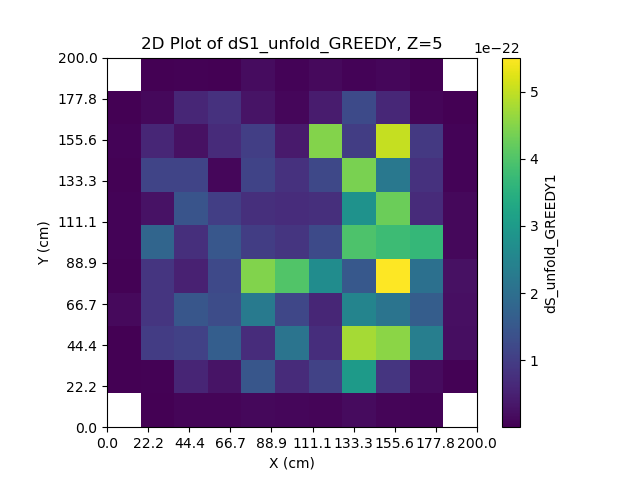 2D Plot of dS1_unfold_GREEDY, Z=5
1e−22
200.0
177.8
155.6
133.3
111.1
88.9
66.7
44.4
22.2
0.0
Y (cm)
0.0 22.2 44.4 66.7 88.9 111.1 133.3 155.6 177.8 200.0
X (cm)
5
4
3
2
1
dS_unfold_GREEDY1